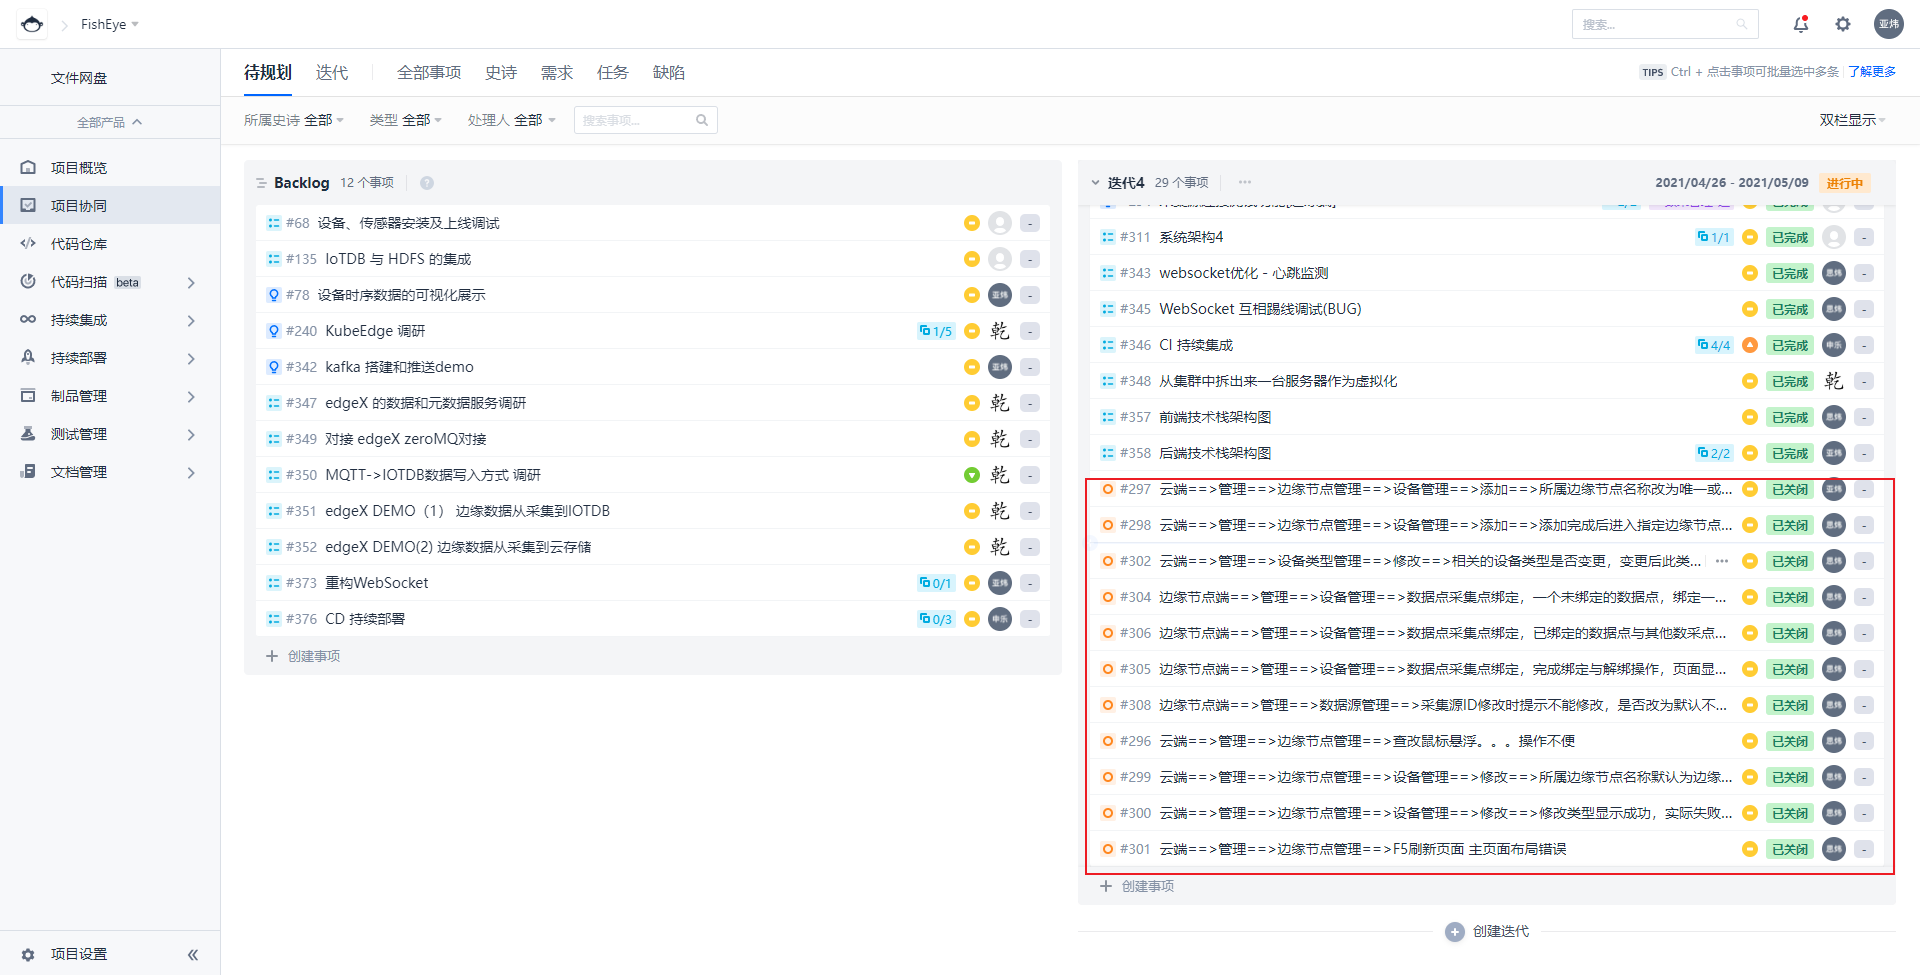 FishEye
搜索...
亚炜
文件网盘
全部产品
项目概览
项目协同
代码仓库
代码扫描 beta
持续集成
持续部署
制品管理
测试管理
文档管理
项目设置
待规划 迭代 全部事项 史诗 需求 任务 缺陷
TIPS Ctrl + 点击事项可批量选中多条 了解更多
所属史诗 全部 类型 全部 处理人 全部 搜索事项... 双栏显示
Backlog 12 个事项 ?
#68 设备、传感器安装及上线调试 -
#135 IoTDB 与 HDFS 的集成 -
#78 设备时序数据的可视化展示 亚炜 -
#240 KubeEdge 调研 1/5 乾 -
#342 kafka 搭建和推送demo 亚炜 -
#347 edgeX 的数据和元数据服务调研 乾 -
#349 对接 edgeX zeroMQ对接 乾 -
#350 MQTT->IOTDB数据写入方式 调研 乾 -
#351 edgeX DEMO（1） 边缘数据从采集到IOTDB 乾 -
#352 edgeX DEMO(2) 边缘数据从采集到云存储 乾 -
#373 重构WebSocket 0/1 亚炜 -
#376 CD 持续部署 0/3 申乐 -
创建事项
迭代4 29 个事项 ··· 2021/04/26 - 2021/05/09 进行中
#311 系统架构4 1/1 已完成 -
#343 websocket优化 - 心跳监测 已完成 -
#345 WebSocket 互相踢线调试(BUG) 已完成 -
#346 CI 持续集成 4/4 已完成 申乐 -
#348 从集群中拆出来一台服务器作为虚拟化 已完成 乾 -
#357 前端技术栈架构图 已完成 -
#358 后端技术栈架构图 2/2 已完成 -
#297 云端==>管理==>边缘节点管理==>设备管理==>添加==>所属边缘节点名称改为唯一或... 已关闭 亚炜 -
#298 云端==>管理==>边缘节点管理==>设备管理==>添加==>添加完成后进入指定边缘节点... 已关闭 -
#302 云端==>管理==>设备类型管理==>修改==>相关的设备类型是否变更，变更后此类... ··· 已关闭 -
#304 边缘节点端==>管理==>设备管理==>数据点采集点绑定，一个未绑定的数据点，绑定一... 已关闭 -
#306 边缘节点端==>管理==>设备管理==>数据点采集点绑定，已绑定的数据点与其他数采点... 已关闭 -
#305 边缘节点端==>管理==>设备管理==>数据点采集点绑定，完成绑定与解绑操作，页面显... 已关闭 -
#308 边缘节点端==>管理==>数据源管理==>采集源ID修改时提示不能修改，是否改为默认不... 已关闭 -
#296 云端==>管理==>边缘节点管理==>查改鼠标悬浮。。。操作不便 已关闭 -
#299 云端==>管理==>边缘节点管理==>设备管理==>修改==>所属边缘节点名称默认为边缘... 已关闭 -
#300 云端==>管理==>边缘节点管理==>设备管理==>修改==>修改类型显示成功，实际失败... 已关闭 -
#301 云端==>管理==>边缘节点管理==>F5刷新页面 主页面布局错误 已关闭 -
创建事项
创建迭代